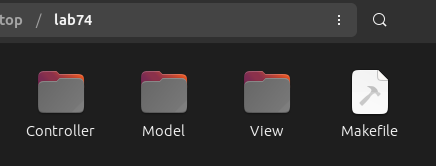 top / lab74
Controller
Model
View
Makefile